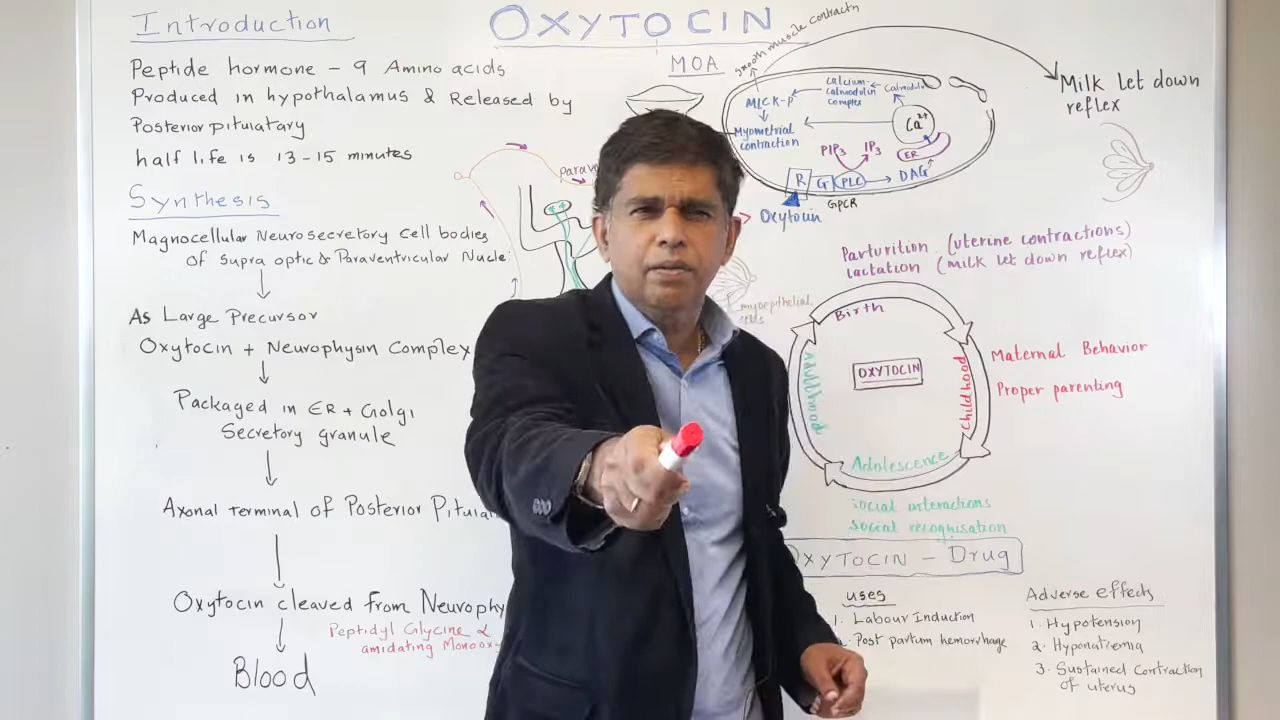 Introduction
OXYTOCIN
Peptide hormone - 9 Amino acids
Produced in hypothalamus & Released by
Posterior pitulatary
half life is 13-15 minutes
Synthesis
Magnocellular Neurosecretory Cell bodies
of Supra optic & Paraventricular Nucle
As Large Precursor
Oxytocin + Neurophysin Complex
Packaged in ER + Golgi
Secretory granule
Axonal terminal of Posterior Pituita
Oxytocin cleaved from Neurophy
Peptidyl Glycine α
amidating Monoox
Blood
MOA
Smooth muscle contractn
Milk let down
reflex
calcium-
calmodulin
complex
Calmodulin
MLCK-P
Myometrial
contraction
Ca2+
PIP3
IP3
ER
R
G
PLC
DAG
GPCR
Oxytocin
Parav
myoepithelial
cells
Parturition (uterine contractions)
lactation (milk let down reflex)
Birth
OXYTOCIN
Childhood
Adulthood
Adolescence
Maternal Behavior
Proper parenting
social interactions
social recognisation
OXYTOCIN - Drug
uses
1. Labour Induction
Post partum hemorrhage
Adverse effects
1. Hypotension
2. Hyponatremia
3. Sustained Contraction
of uterus